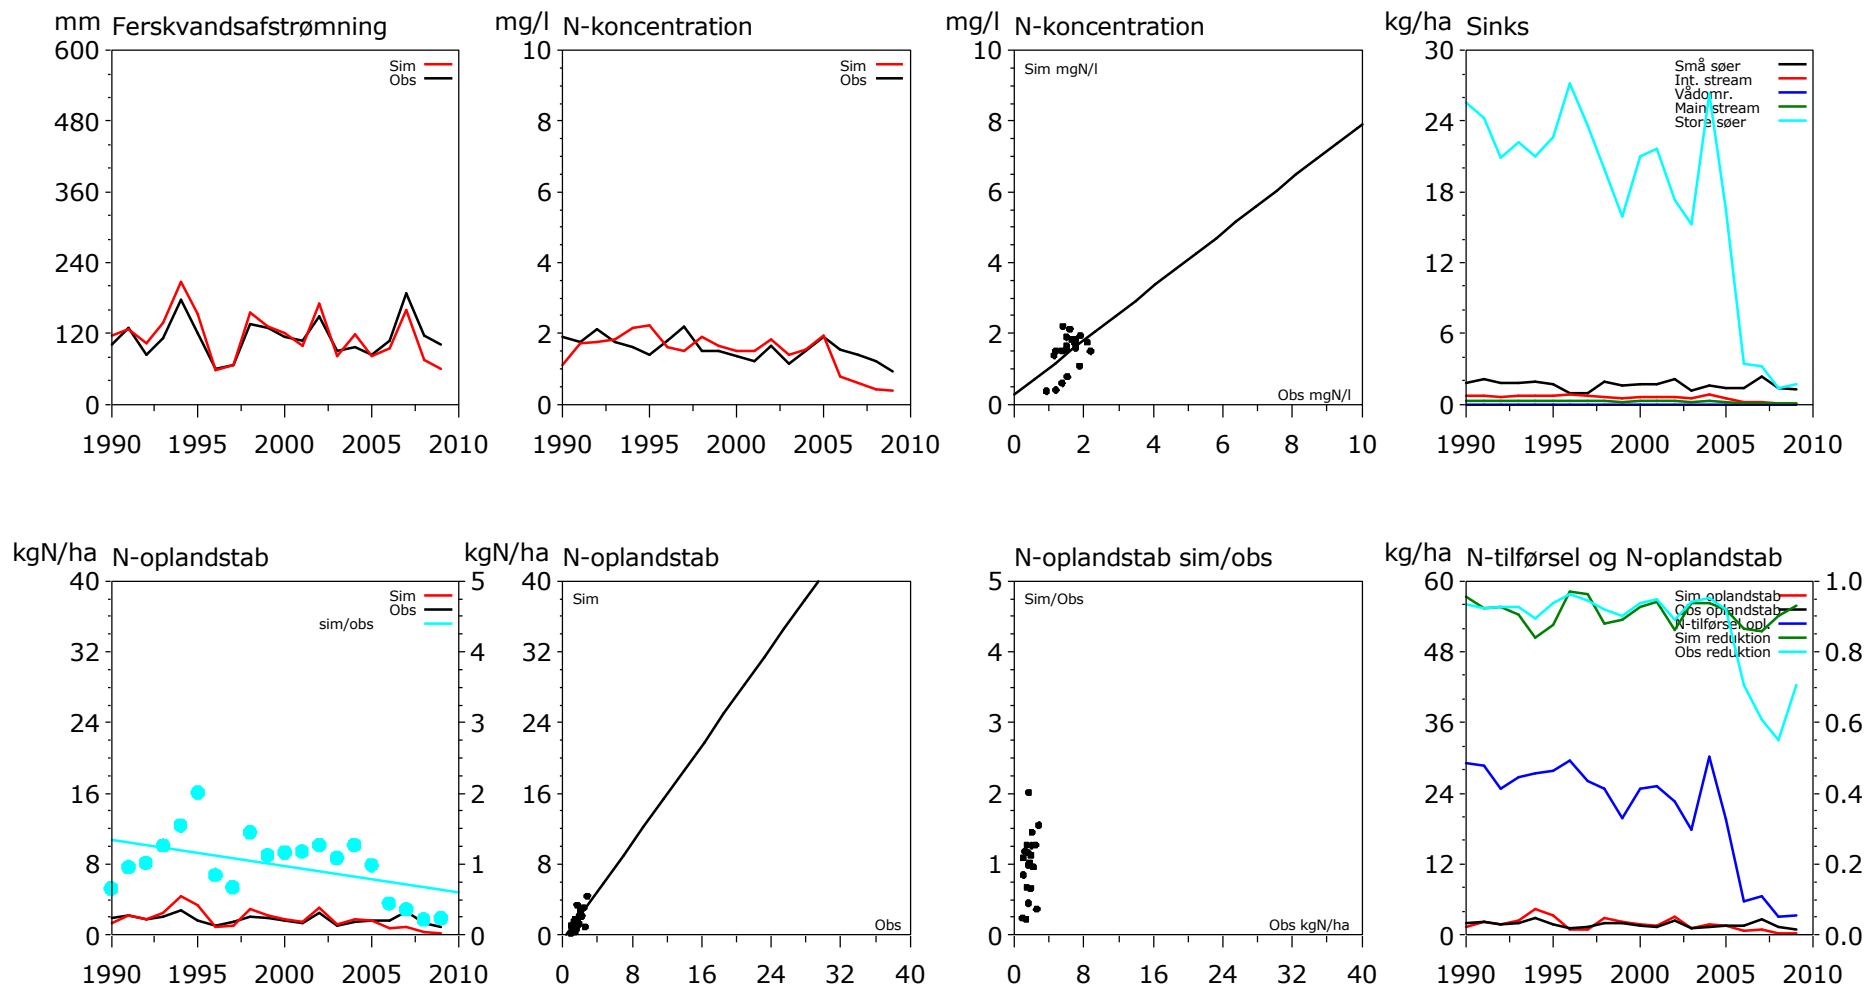 mm Ferskvandsafstrømning
600
480
360
240
120
0
1990 1995 2000 2005 2010
Sim
Obs
mg/l N-koncentration
10
8
6
4
2
0
1990 1995 2000 2005 2010
Sim
Obs
mg/l N-koncentration
10
8
6
4
2
0
0 2 4 6 8 10
Sim mgN/l
Obs mgN/l
kg/ha Sinks
30
24
18
12
6
0
1990 1995 2000 2005 2010
Små søer
Int. stream
Vådomr.
Main stream
Store søer
kgN/ha N-oplandstab
40
32
24
16
8
0
5
4
3
2
1
0
1990 1995 2000 2005 2010
Sim
Obs
sim/obs
kgN/ha N-oplandstab
40
32
24
16
8
0
0 8 16 24 32 40
Sim
Obs
N-oplandstab sim/obs
5
4
3
2
1
0
0 8 16 24 32 40
Sim/Obs
Obs kgN/ha
kg/ha N-tilførsel og N-oplandstab
60
48
36
24
12
0
1.0
0.8
0.6
0.4
0.2
0.0
1990 1995 2000 2005 2010
Sim oplandstab
Obs oplandstab
N-tilførsel opl.
Sim reduktion
Obs reduktion